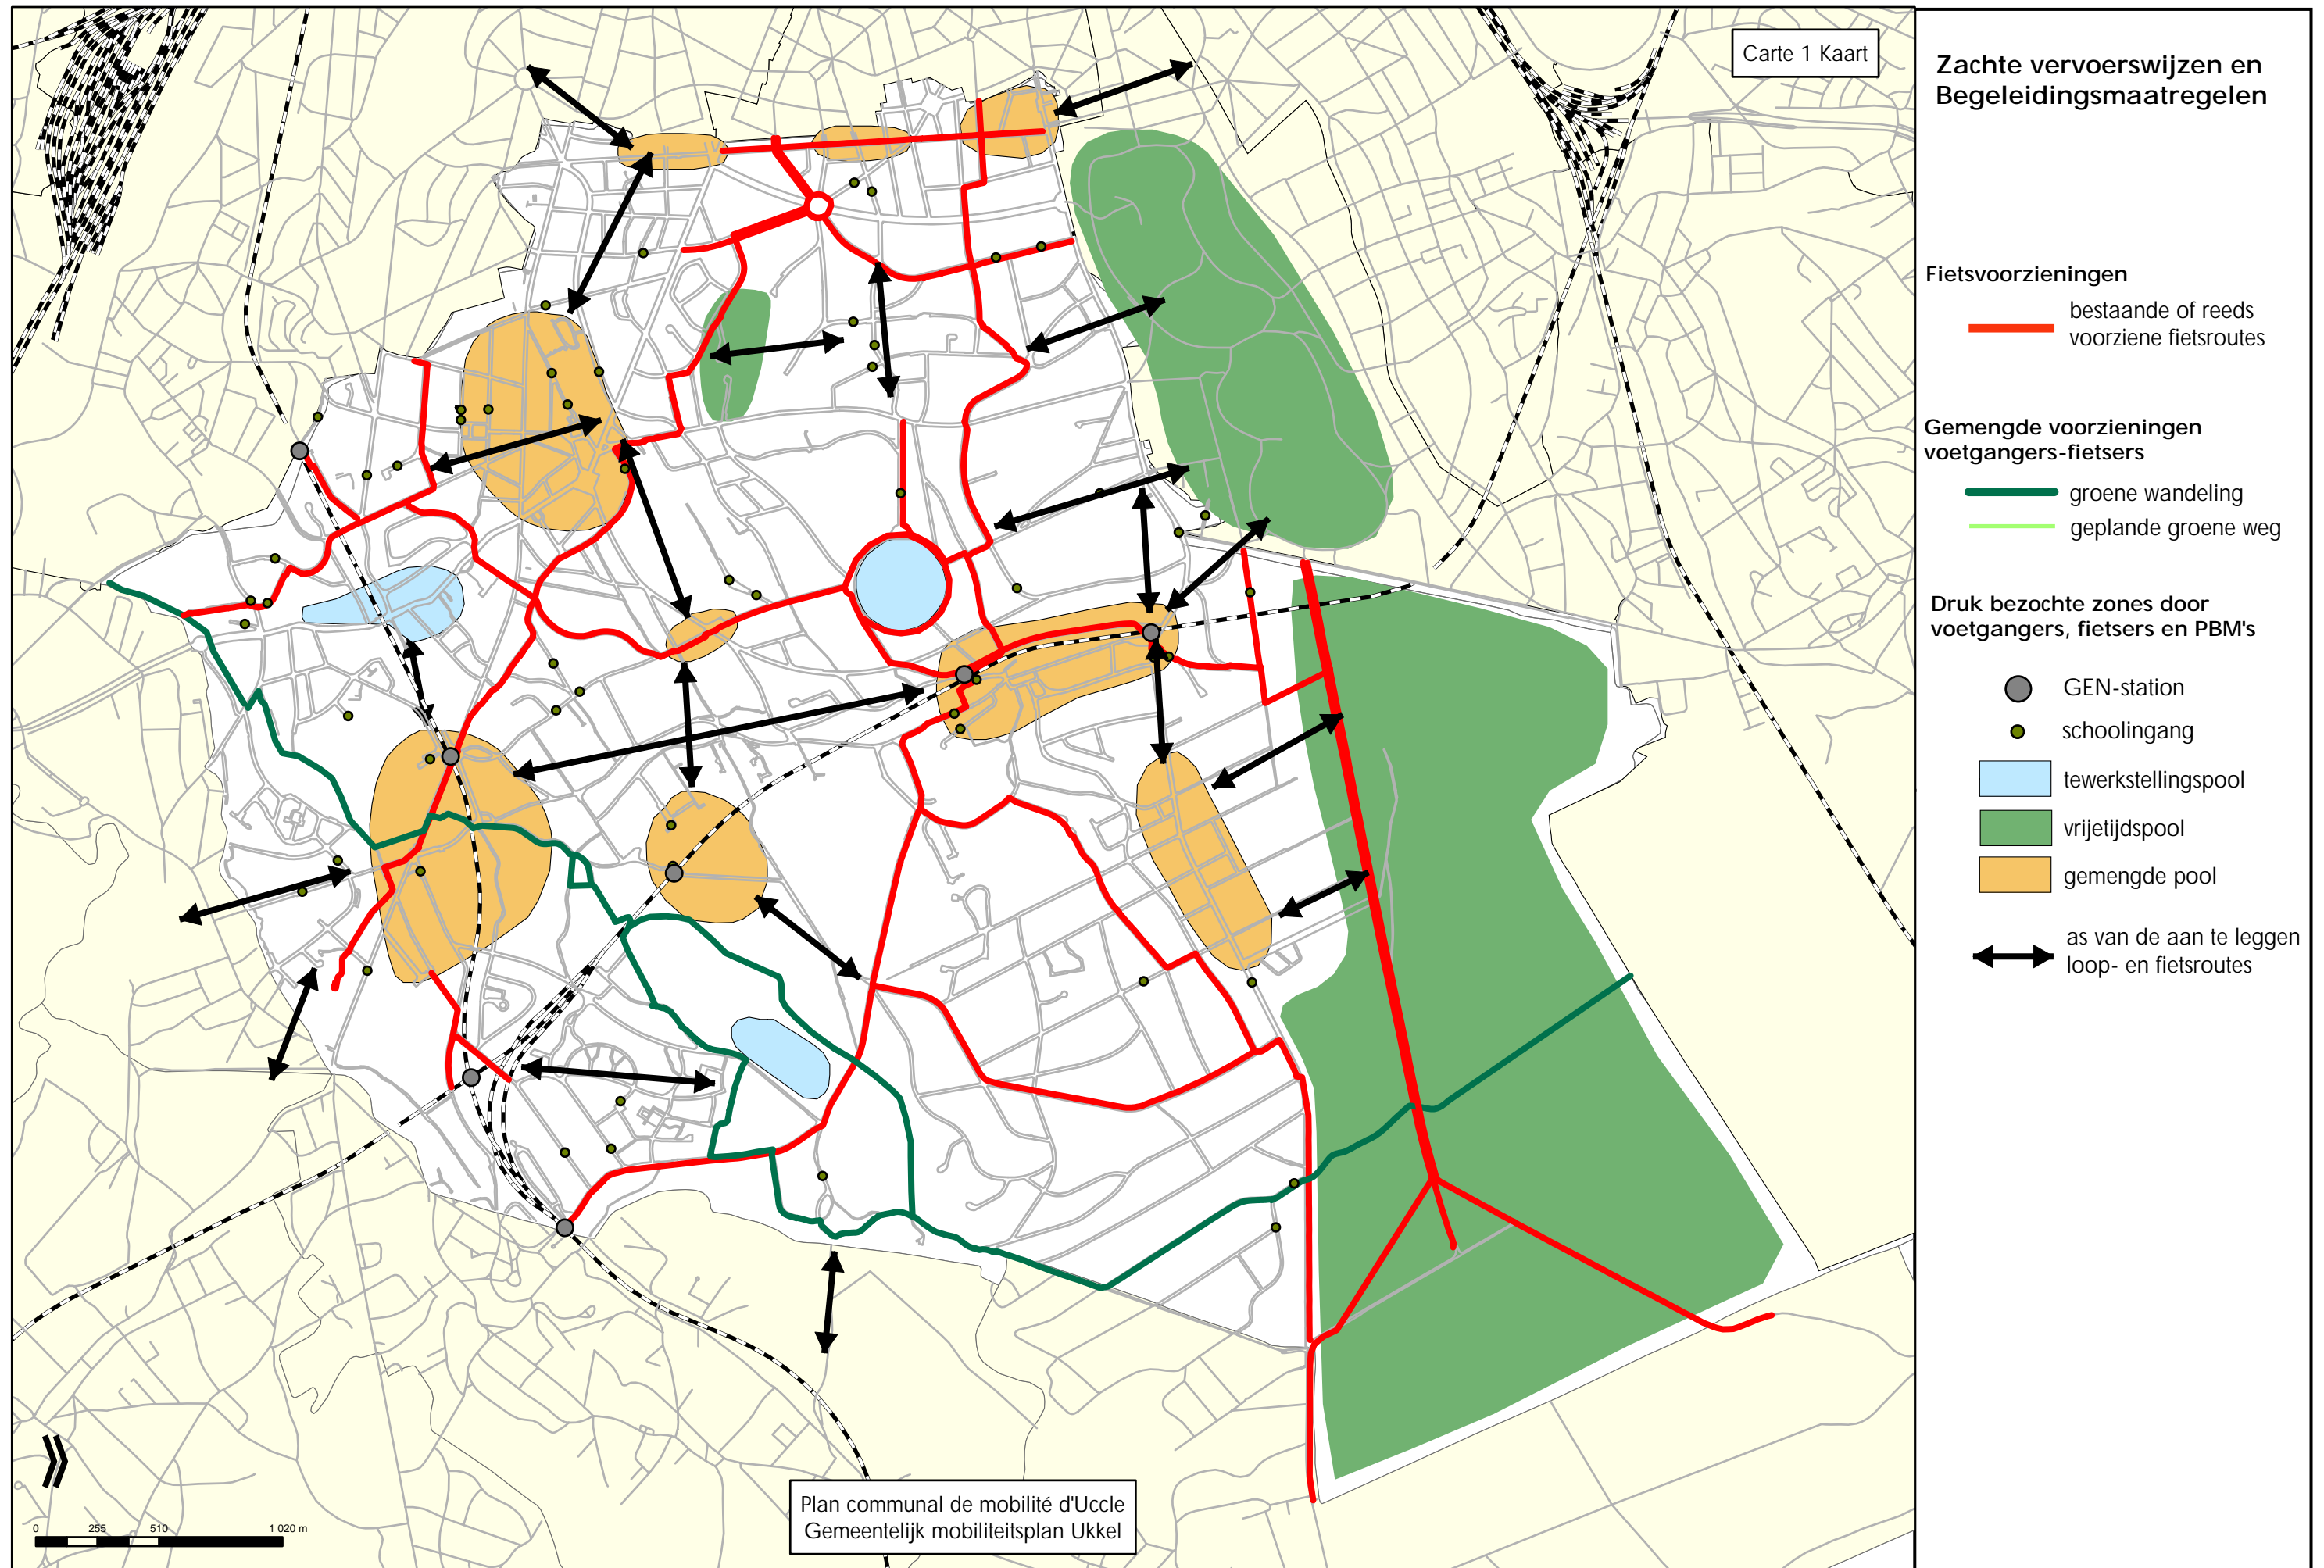 Carte 1 Kaart
Zachte vervoerswijzen en
Begeleidingsmaatregelen
Fietsvoorzieningen
bestaande of reeds
voorziene fietsroutes
Gemengde voorzieningen
voetgangers-fietsers
groene wandeling
geplande groene weg
Druk bezochte zones door
voetgangers, fietsers en PBM's
GEN-station
schoolingang
tewerkstellingspool
vrijetijdspool
gemengde pool
as van de aan te leggen
loop- en fietsroutes
0 255 510 1 020 m
Plan communal de mobilité d'Uccle
Gemeentelijk mobiliteitsplan Ukkel